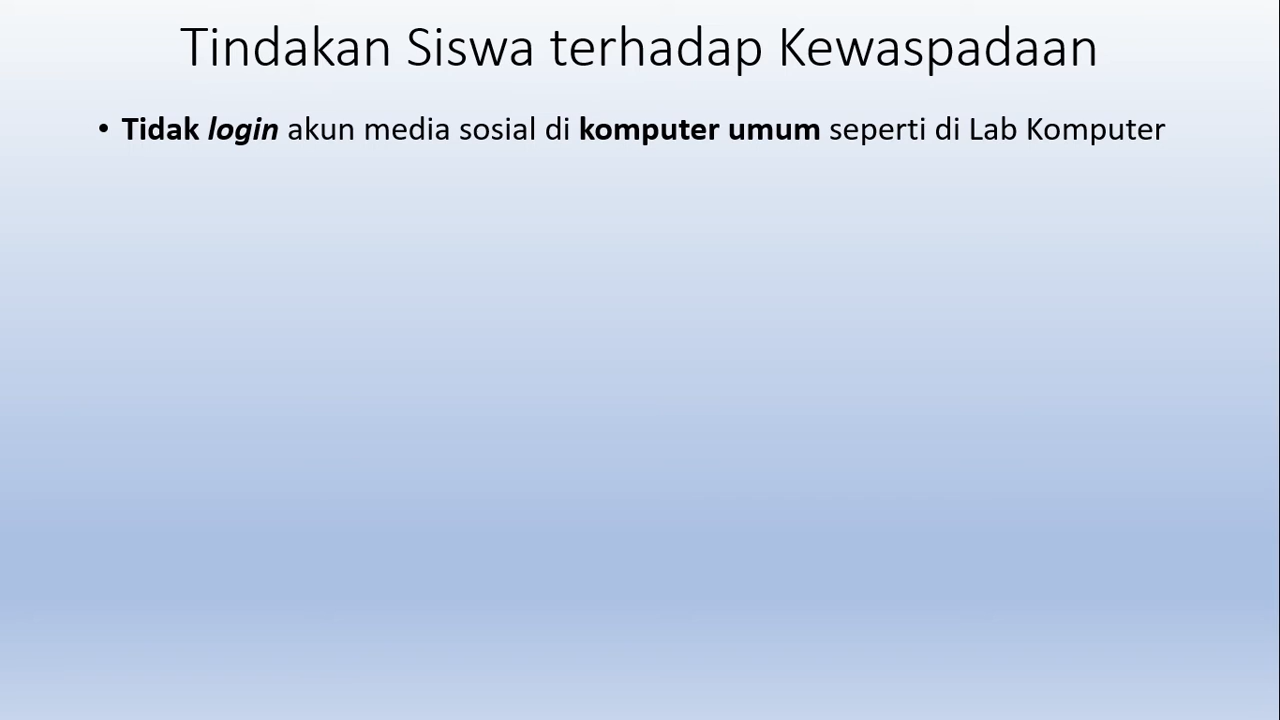 Tindakan Siswa terhadap Kewaspadaan
• Tidak login akun media sosial di komputer umum seperti di Lab Komputer